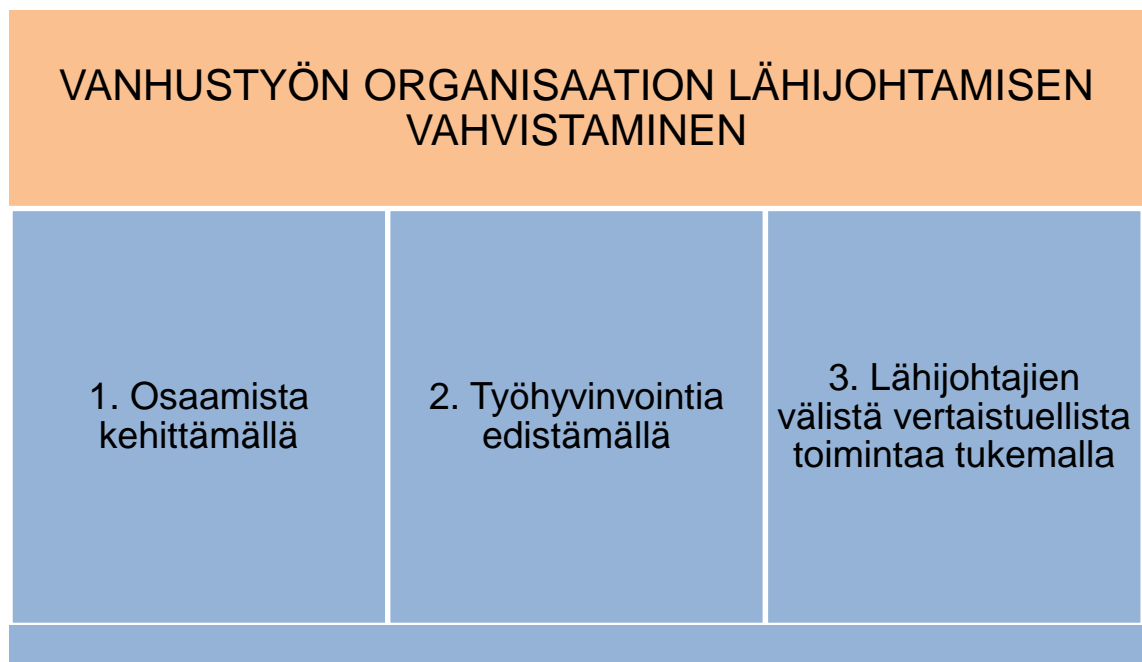 VANHUSTYÖN ORGANISAATION LÄHIJOHTAMISEN
VAHVISTAMINEN
1. Osaamista
kehittämällä
2. Työhyvinvointia
edistämällä
3. Lähijohtajien
välistä vertaistuellista
toimintaa tukemalla